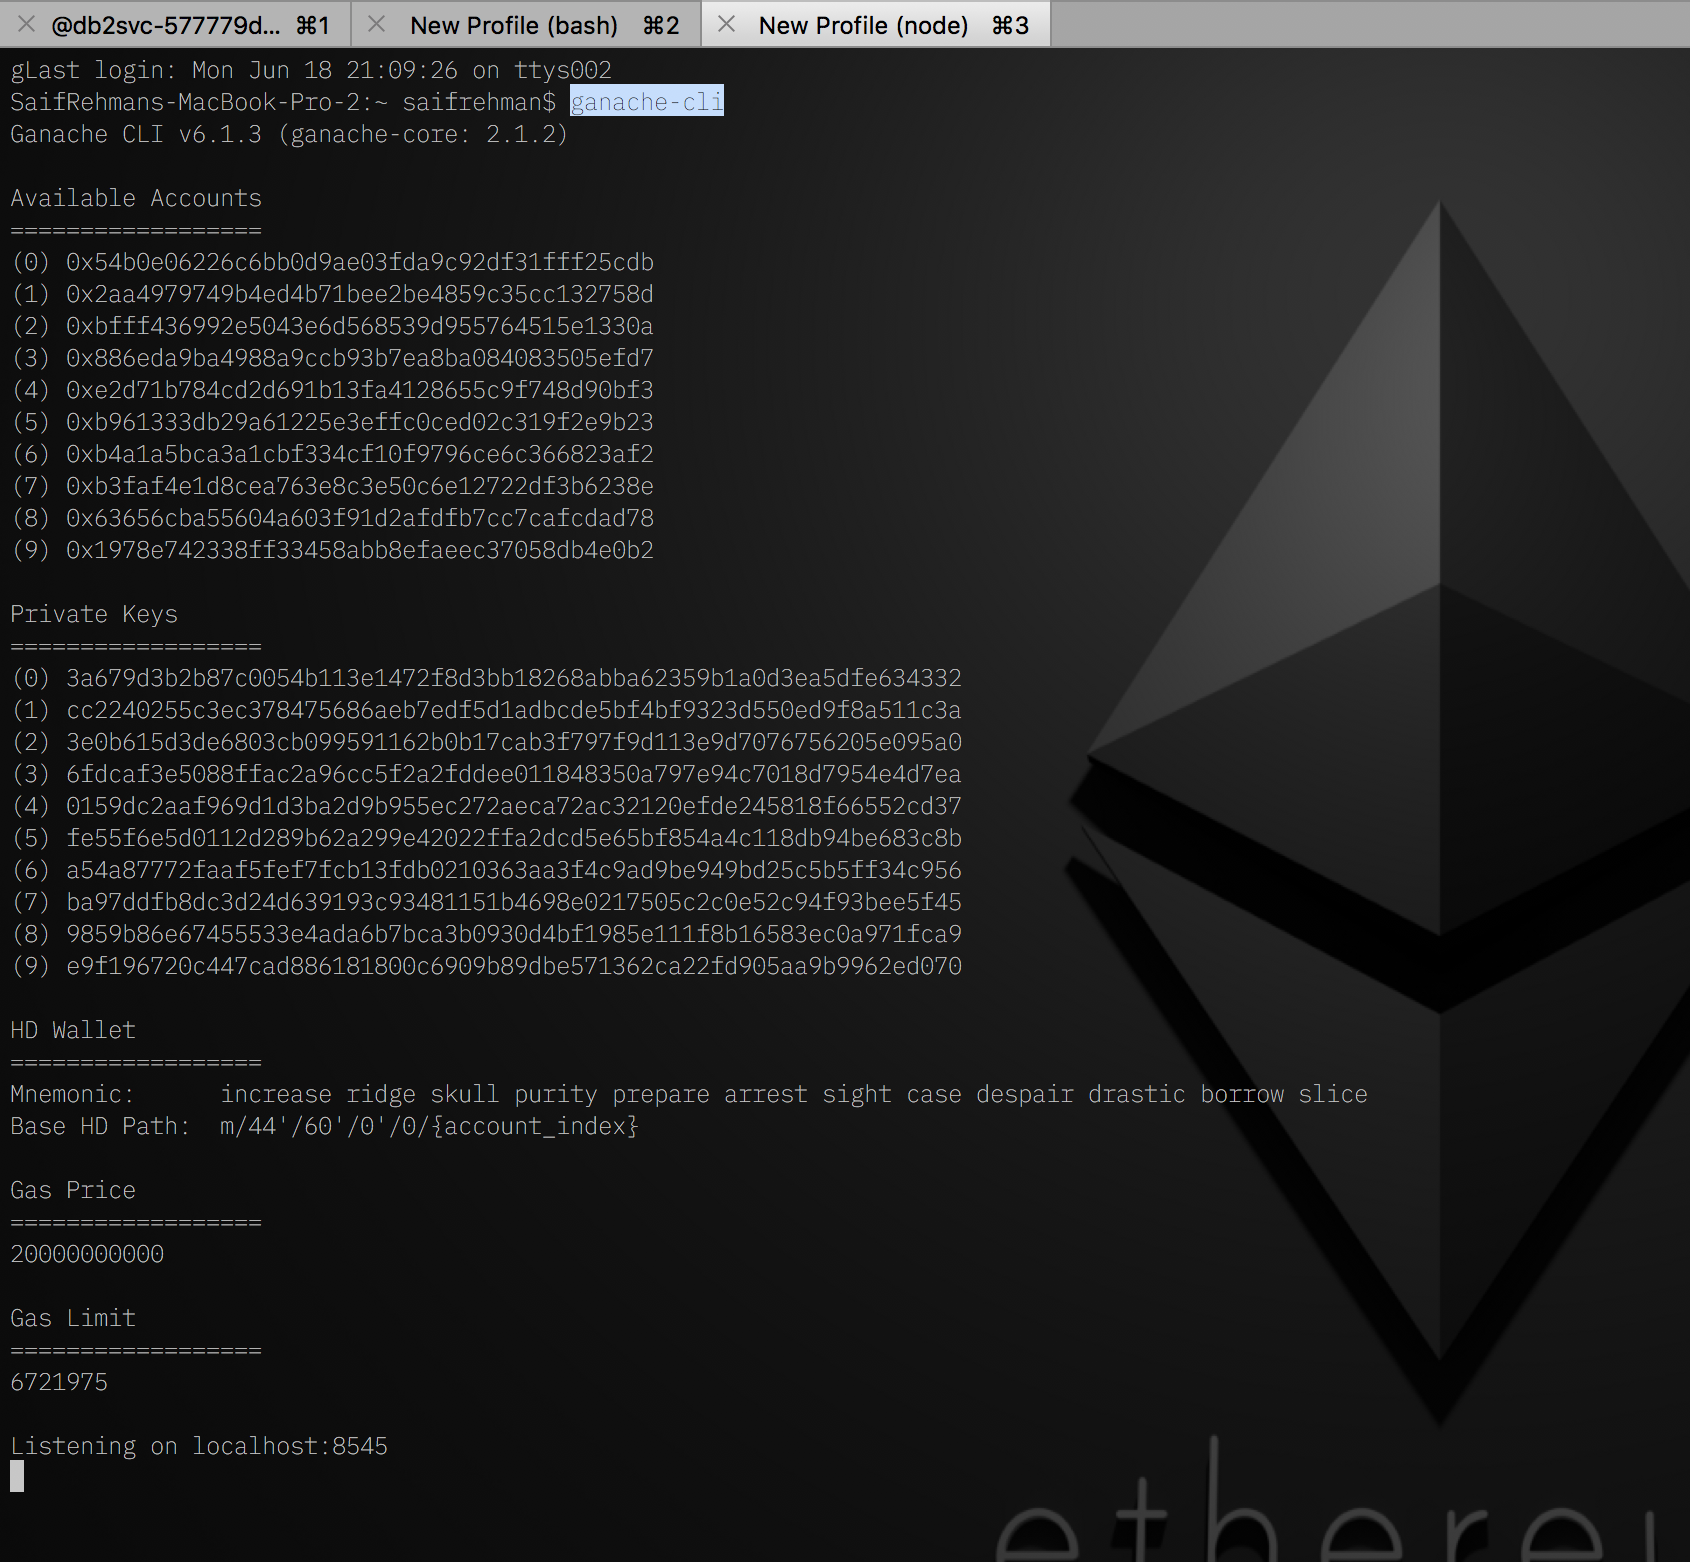 @db2svc-577779d... ⌘1 New Profile (bash) ⌘2 New Profile (node) ⌘3
gLast login: Mon Jun 18 21:09:26 on ttys002
SaifRehmans-MacBook-Pro-2:~ saifrehman$ ganache-cli
Ganache CLI v6.1.3 (ganache-core: 2.1.2)
Available Accounts
==================
(0) 0x54b0e06226c6bb0d9ae03fda9c92df31fff25cdb
(1) 0x2aa4979749b4ed4b71bee2be4859c35cc132758d
(2) 0xbfff436992e5043e6d568539d955764515e1330a
(3) 0x886eda9ba4988a9ccb93b7ea8ba084083505efd7
(4) 0xe2d71b784cd2d691b13fa4128655c9f748d90bf3
(5) 0xb961333db29a61225e3effc0ced02c319f2e9b23
(6) 0xb4a1a5bca3a1cbf334cf10f9796ce6c366823af2
(7) 0xb3faf4e1d8cea763e8c3e50c6e12722df3b6238e
(8) 0x63656cba55604a603f91d2afdfb7cc7cafcdad78
(9) 0x1978e742338ff33458abb8efaeec37058db4e0b2
Private Keys
==================
(0) 3a679d3b2b87c0054b113e1472f8d3bb18268abba62359b1a0d3ea5dfe634332
(1) cc2240255c3ec378475686aeb7edf5d1adbcde5bf4bf9323d550ed9f8a511c3a
(2) 3e0b615d3de6803cb099591162b0b17cab3f797f9d113e9d7076756205e095a0
(3) 6fdcaf3e5088ffac2a96cc5f2a2fddee011848350a797e94c7018d7954e4d7ea
(4) 0159dc2aaf969d1d3ba2d9b955ec272aeca72ac32120efde245818f66552cd37
(5) fe55f6e5d0112d289b62a299e42022ffa2dcd5e65bf854a4c118db94be683c8b
(6) a54a87772faaf5fef7fcb13fdb0210363aa3f4c9ad9be949bd25c5b5ff34c956
(7) ba97ddfb8dc3d24d639193c93481151b4698e0217505c2c0e52c94f93bee5f45
(8) 9859b86e67455533e4ada6b7bca3b0930d4bf1985e111f8b16583ec0a971fca9
(9) e9f196720c447cad886181800c6909b89dbe571362ca22fd905aa9b9962ed070
HD Wallet
==================
Mnemonic: increase ridge skull purity prepare arrest sight case despair drastic borrow slice
Base HD Path: m/44'/60'/0'/0/{account_index}
Gas Price
==================
20000000000
Gas Limit
==================
6721975
Listening on localhost:8545